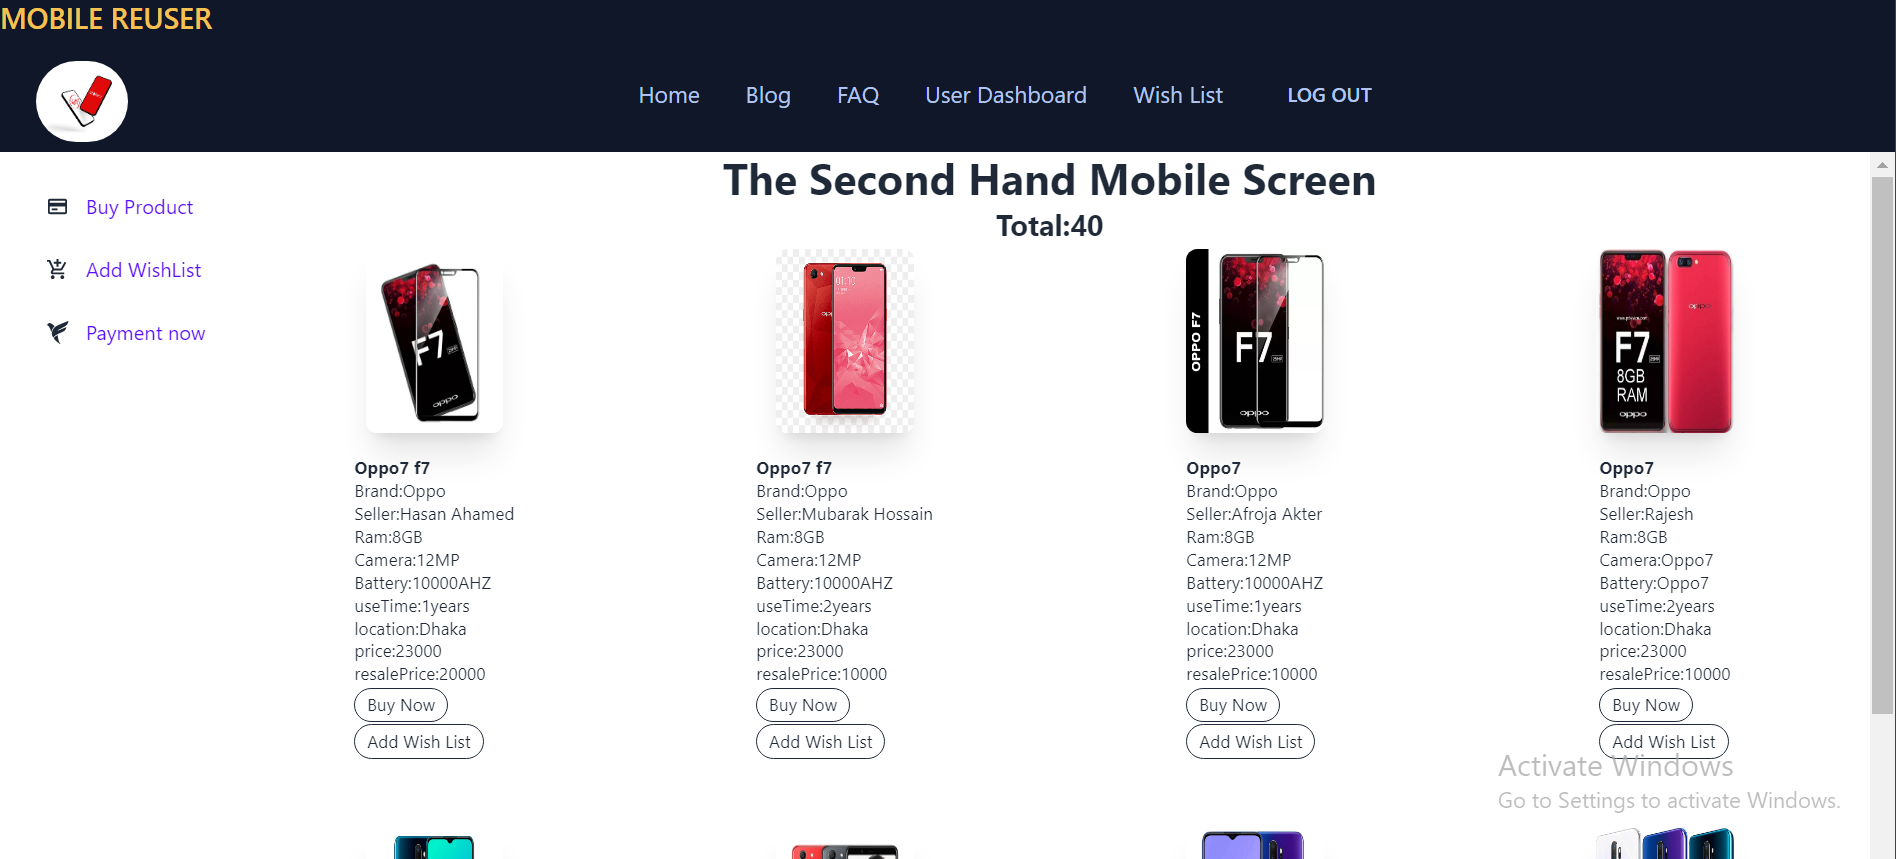 MOBILE REUSER
Home Blog FAQ User Dashboard Wish List LOG OUT
Buy Product
Add WishList
Payment now
The Second Hand Mobile Screen
Total:40
F7
oppo
Oppo7 f7
Brand:Oppo
Seller:Hasan Ahamed
Ram:8GB
Camera:12MP
Battery:10000AHZ
useTime:1years
location:Dhaka
price:23000
resalePrice:20000
Buy Now
Add Wish List
01:10
Oppo7 f7
Brand:Oppo
Seller:Mubarak Hossain
Ram:8GB
Camera:12MP
Battery:10000AHZ
useTime:2years
location:Dhaka
price:23000
resalePrice:10000
Buy Now
Add Wish List
OPPO F7
F7
oppo
Oppo7
Brand:Oppo
Seller:Afroja Akter
Ram:8GB
Camera:12MP
Battery:10000AHZ
useTime:1years
location:Dhaka
price:23000
resalePrice:10000
Buy Now
Add Wish List
F7
8GB
RAM
oppo
oppo
Oppo7
Brand:Oppo
Seller:Rajesh
Ram:8GB
Camera:Oppo7
Battery:Oppo7
useTime:2years
location:Dhaka
price:23000
resalePrice:10000
Buy Now
Add Wish List
Activate Windows
Go to Settings to activate Windows.